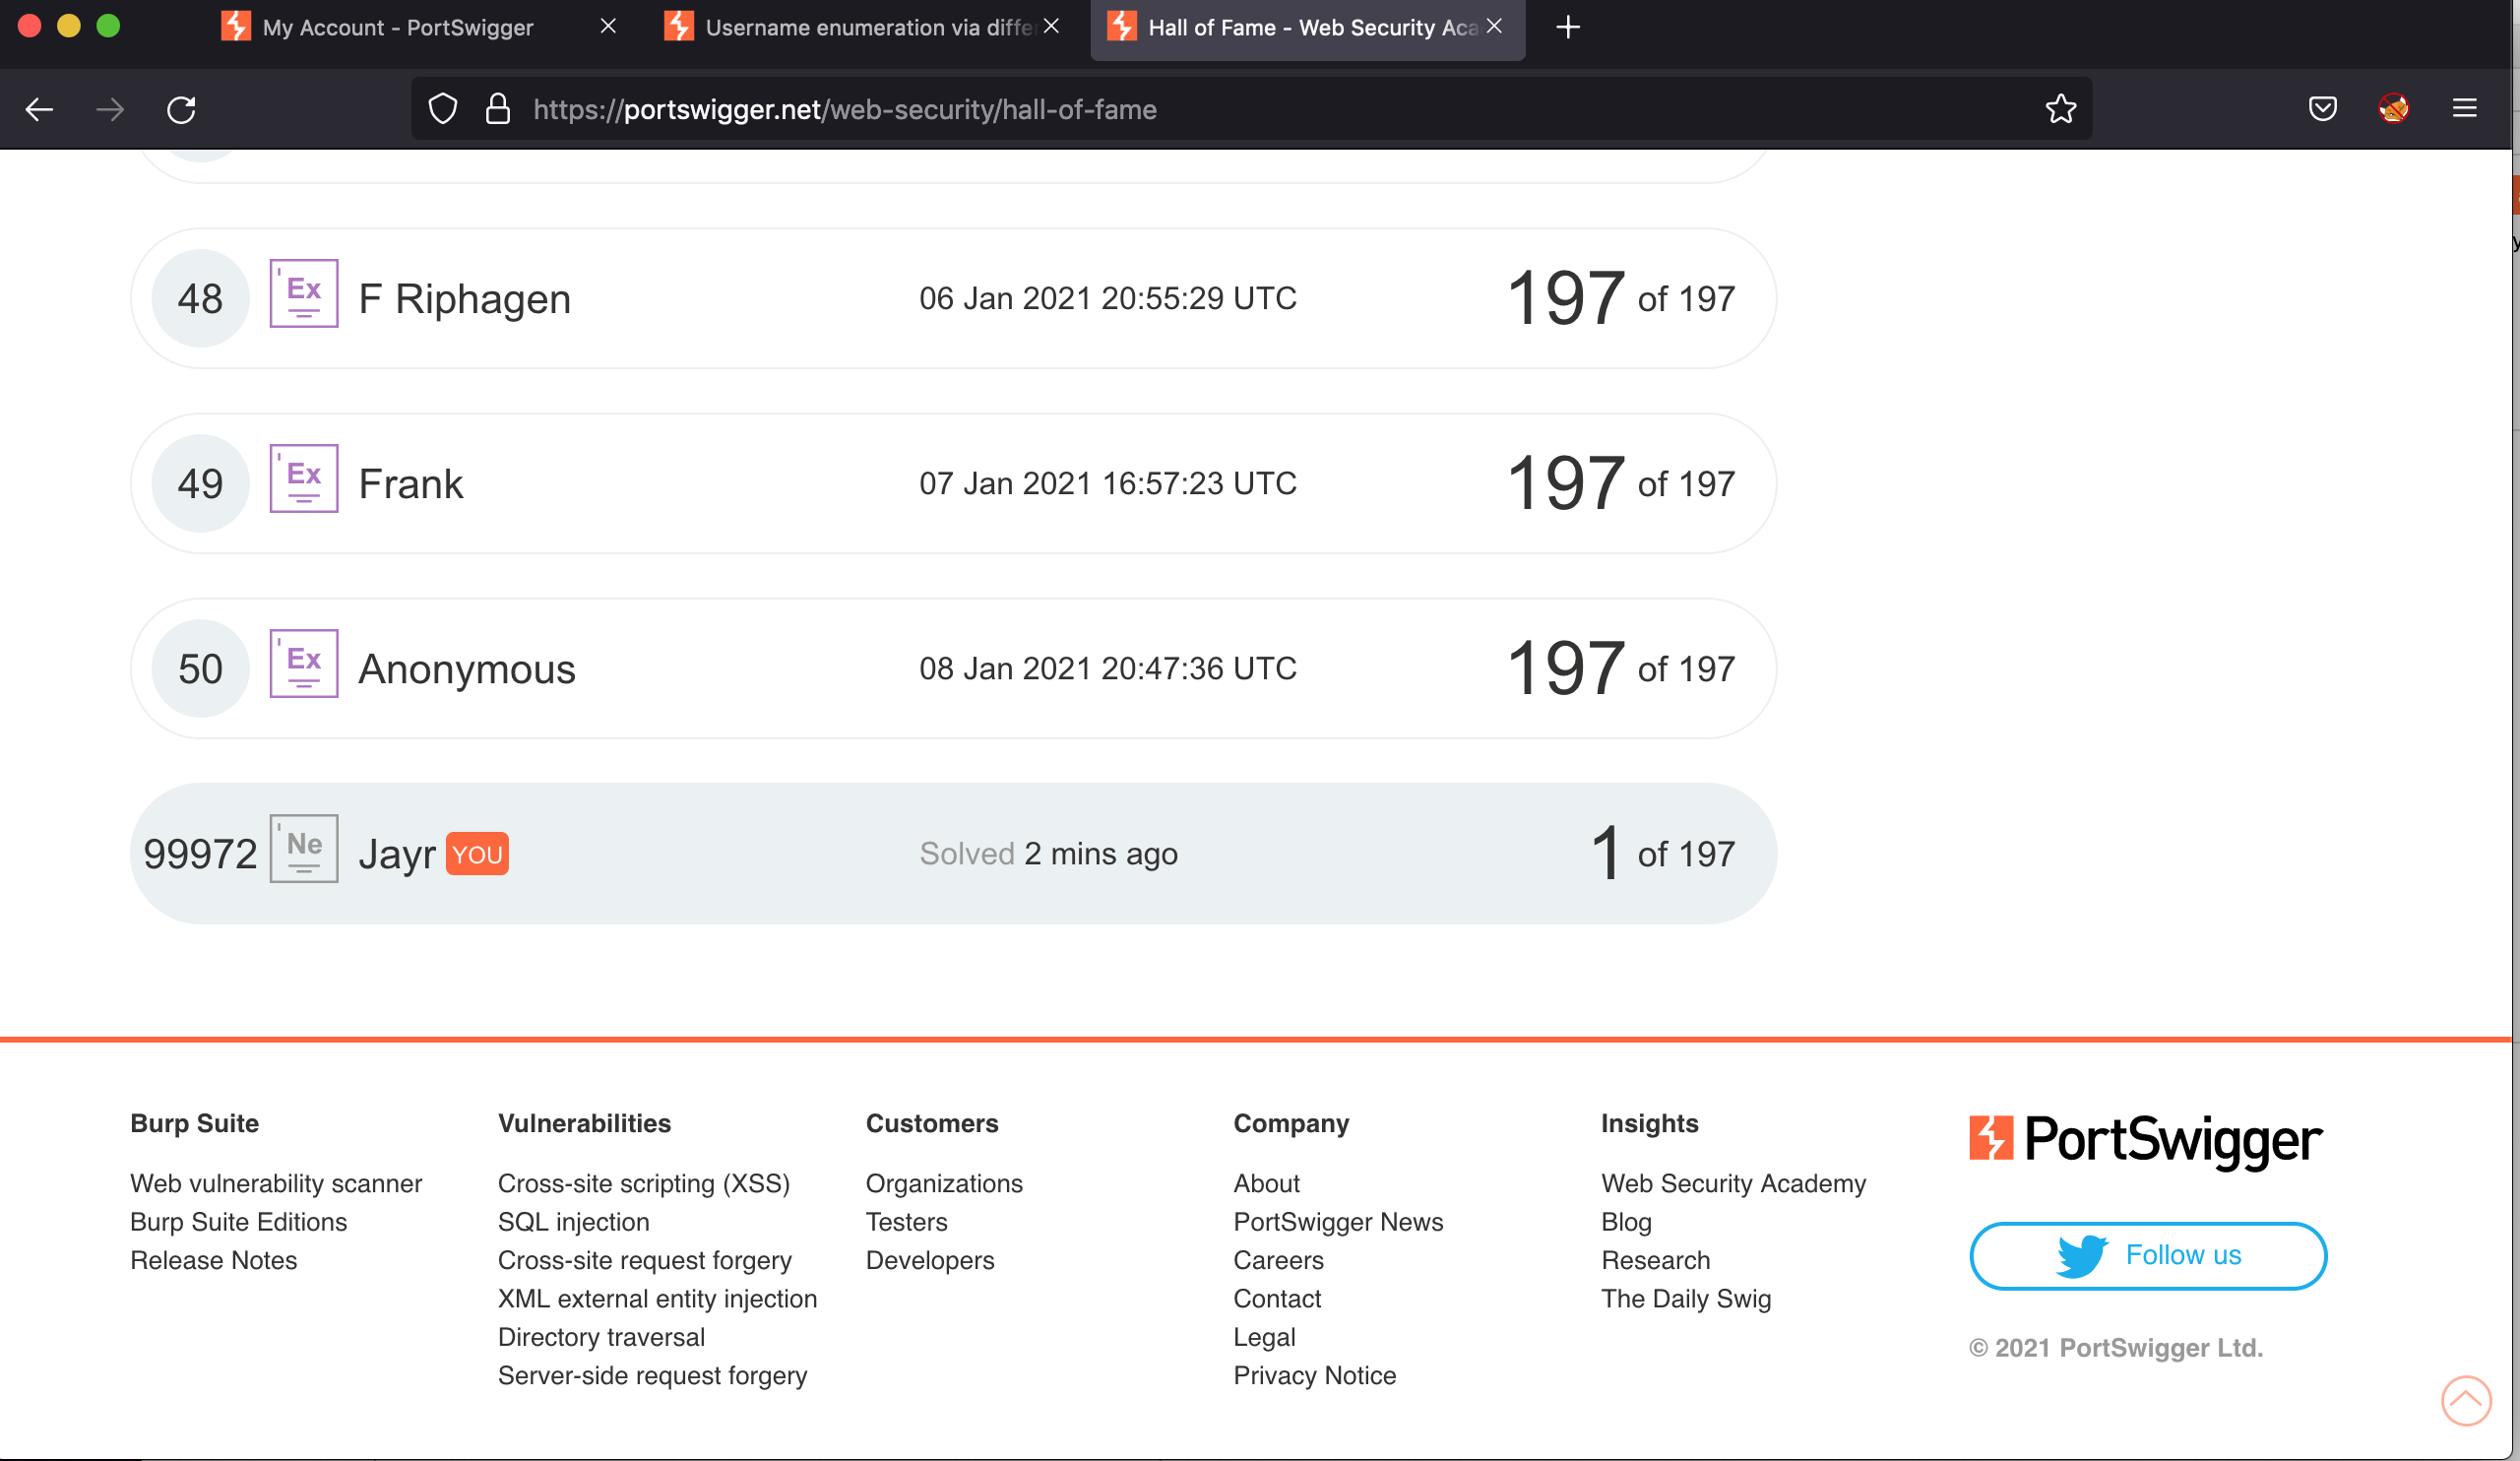 My Account - PortSwigger
Username enumeration via diffe
Hall of Fame - Web Security Aca
https://portswigger.net/web-security/hall-of-fame
48 Ex F Riphagen 06 Jan 2021 20:55:29 UTC 197 of 197
49 Ex Frank 07 Jan 2021 16:57:23 UTC 197 of 197
50 Ex Anonymous 08 Jan 2021 20:47:36 UTC 197 of 197
99972 Ne Jayr YOU Solved 2 mins ago 1 of 197
Burp Suite
Web vulnerability scanner
Burp Suite Editions
Release Notes
Vulnerabilities
Cross-site scripting (XSS)
SQL injection
Cross-site request forgery
XML external entity injection
Directory traversal
Server-side request forgery
Customers
Organizations
Testers
Developers
Company
About
PortSwigger News
Careers
Contact
Legal
Privacy Notice
Insights
Web Security Academy
Blog
Research
The Daily Swig
PortSwigger
Follow us
© 2021 PortSwigger Ltd.